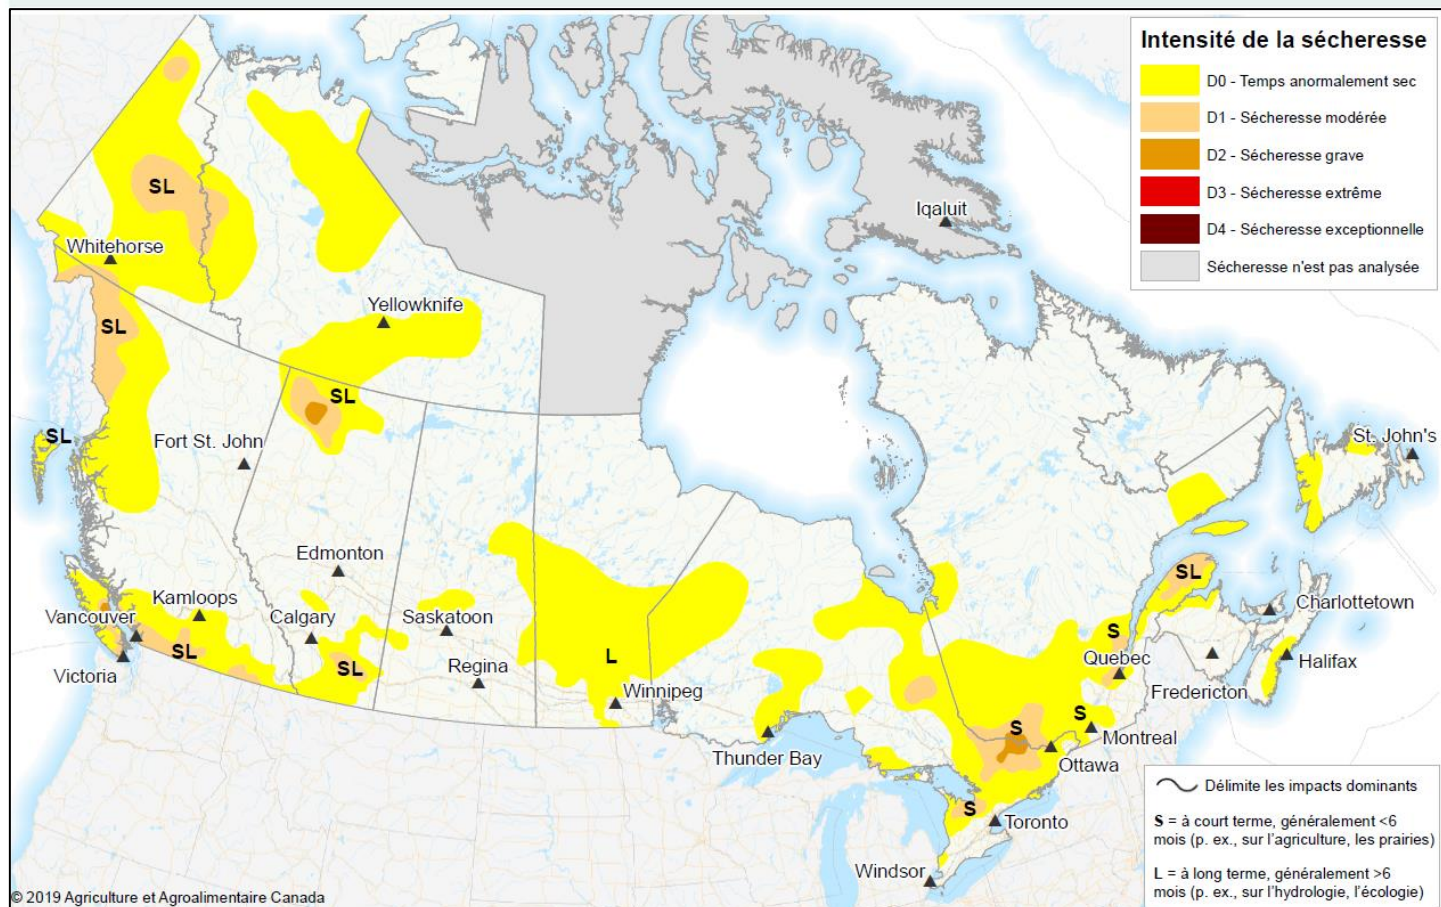 Intensité de la sécheresse
D0 - Temps anormalement sec
D1 - Sécheresse modérée
D2 - Sécheresse grave
D3 - Sécheresse extrême
D4 - Sécheresse exceptionnelle
Sécheresse n'est pas analysée
SL
Iqaluit
Whitehorse
Yellowknife
SL
SL
SL
Fort St. John
St. John's
Edmonton
SL
Kamloops
Vancouver
Calgary
Saskatoon
Charlottetown
S
SL
SL
L
Regina
Quebec
Halifax
Victoria
Winnipeg
Fredericton
S
S
Montreal
Thunder Bay
Ottawa
S
Toronto
Windsor
Délimite les impacts dominants
S = à court terme, généralement <6
mois (p. ex., sur l'agriculture, les prairies)
L = à long terme, généralement >6
mois (p. ex., sur l'hydrologie, l'écologie)
© 2019 Agriculture et Agroalimentaire Canada